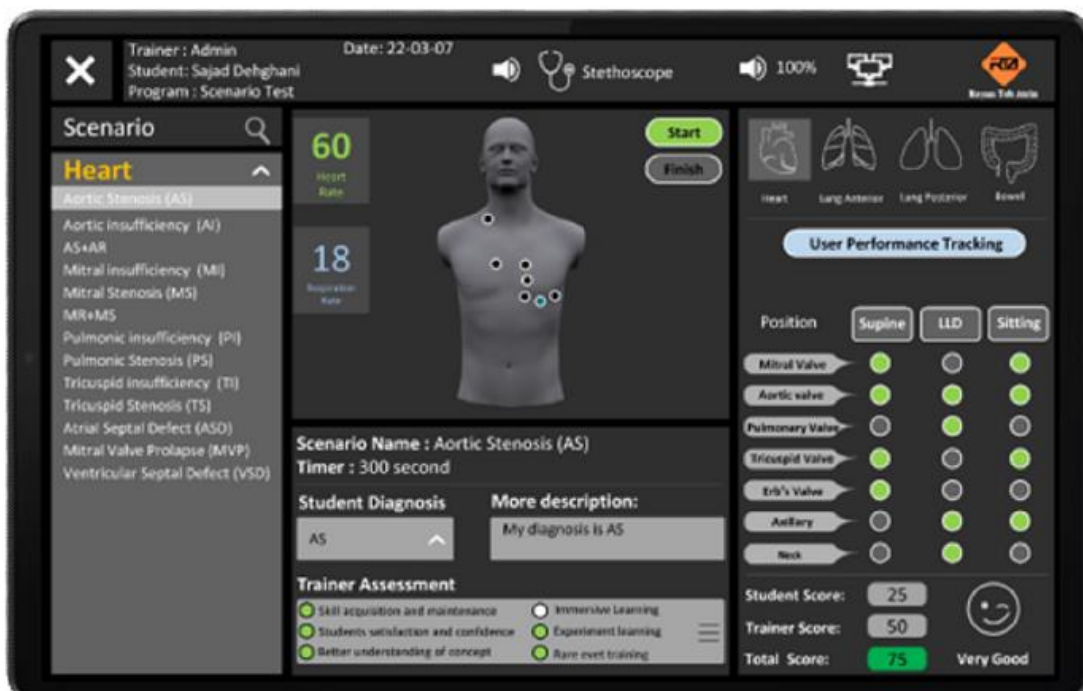 Trainer : Admin
Student: Sajad Dehghani
Program : Scenario Test
Date: 22-03-07
Stethoscope
100%
RTA
Scenario
Heart
Aortic Stenosis (AS)
Aortic insufficiency (AI)
AS+AR
Mitral insufficiency (MI)
Mitral Stenosis (MS)
MR+MS
Pulmonic insufficiency (PI)
Pulmonic Stenosis (PS)
Tricuspid insufficiency (TI)
Tricuspid Stenosis (TS)
Atrial Septal Defect (ASD)
Mitral Valve Prolapse (MVP)
Ventricular Septal Defect (VSD)
60
Heart
Rate
18
Respiration
Rate
Start
Finish
Scenario Name : Aortic Stenosis (AS)
Timer : 300 second
Student Diagnosis
AS
More description:
My diagnosis is AS
Trainer Assessment
Skill acquisition and maintenance
Immersive Learning
Students satisfaction and confidence
Experiment learning
Better understanding of concept
Rare evet training
Heart
Lang Anterior
Lang Posterior
Bowel
User Performance Tracking
Position
Supine
LLD
Sitting
Mitral Valve
Aortic valve
Pulmonary Valve
Tricuspid Valve
Erb's Valve
Axillary
Neck
Student Score: 25
Trainer Score: 50
Total Score: 75
Very Good